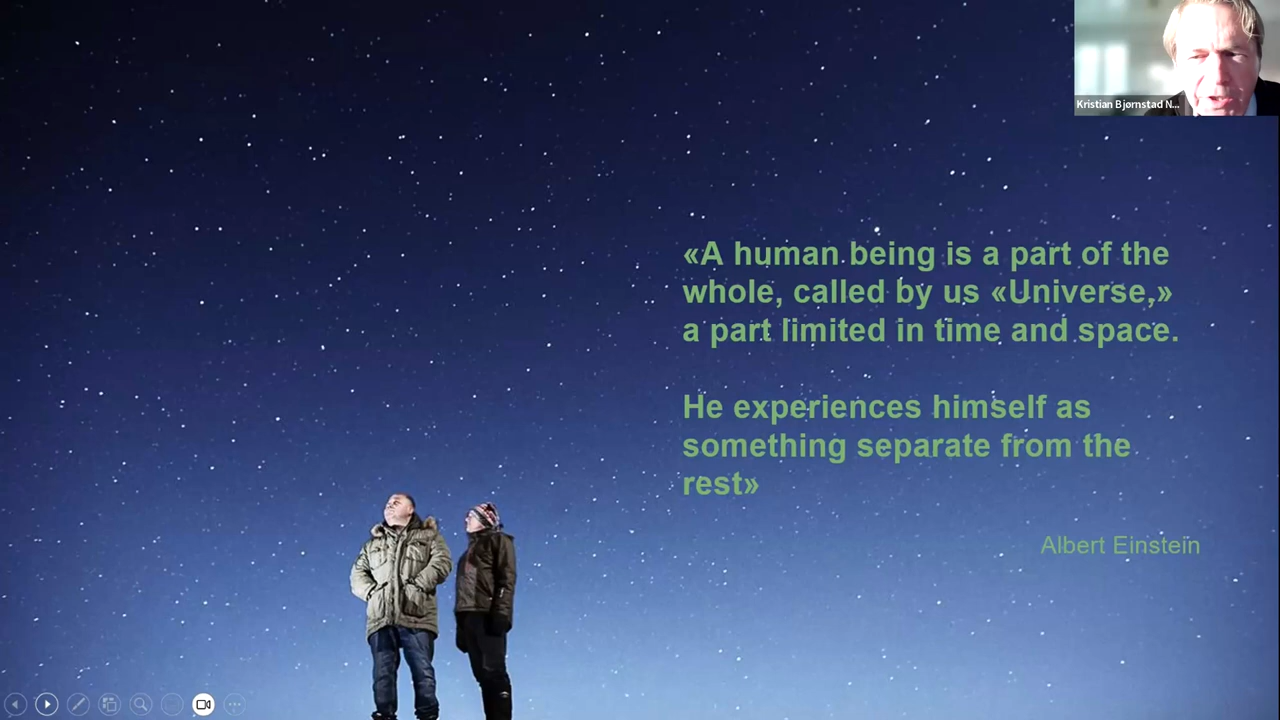 Kristian Bjørnstad N...
«A human being is a part of the
whole, called by us «Universe,»
a part limited in time and space.
He experiences himself as
something separate from the
rest»
Albert Einstein